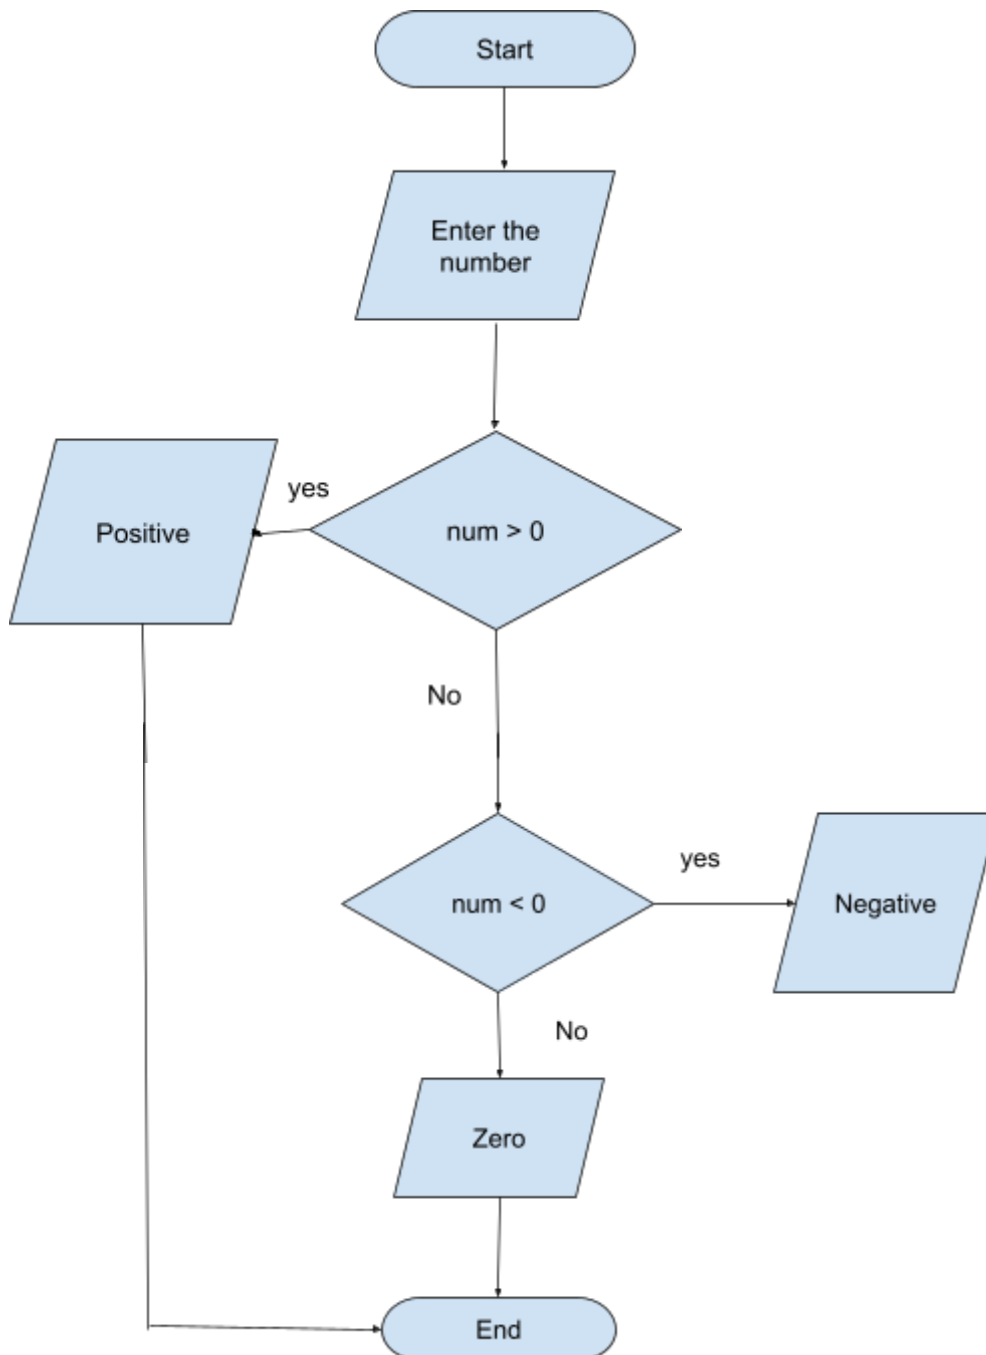 Start
Enter the
number
yes
Positive
num > 0
No
yes
num < 0
Negative
No
Zero
End